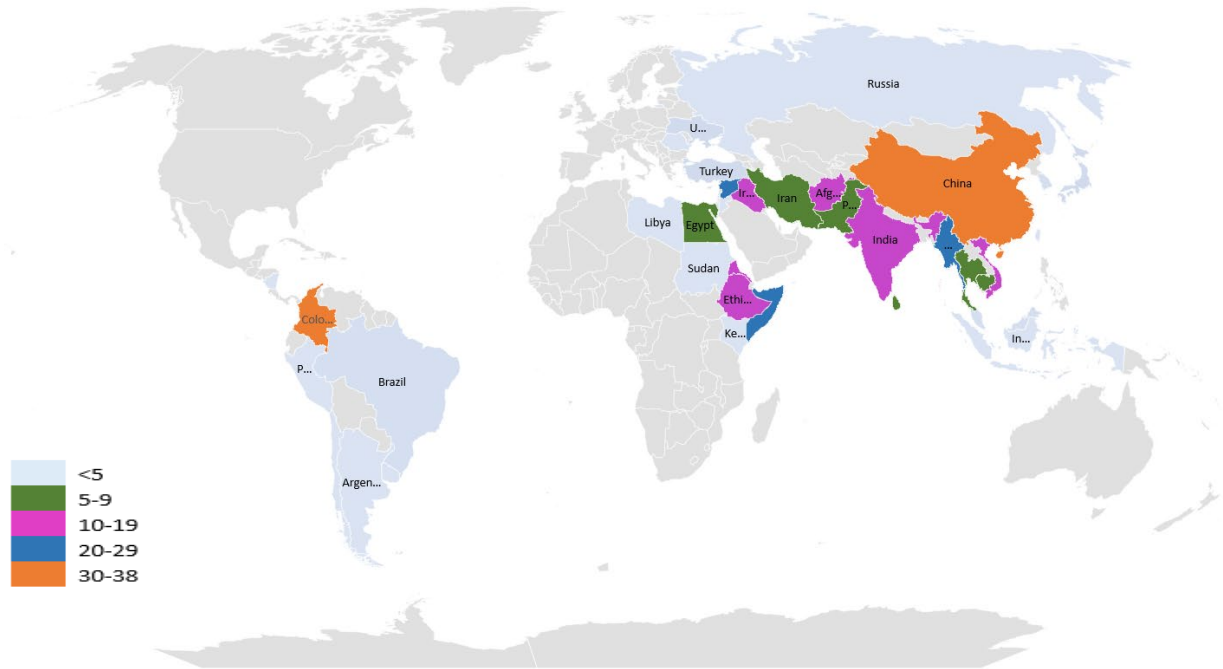 Russia
U...
China
Turkey
Ir...
Iran
Afg...
P...
Libya
Egypt
India
...
Sudan
Ethi...
Ke...
In...
Colo...
P...
Brazil
Argen...
<5
5-9
10-19
20-29
30-38